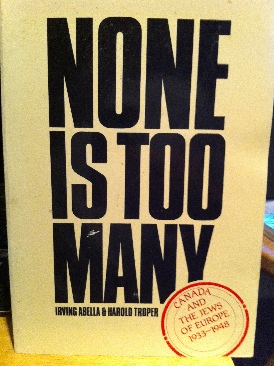 NONE
IS TOO
MANY
IRVING ABELLA & HAROLD TROPER
CANADA
AND
THE JEWS
OF EUROPE
1933-1948